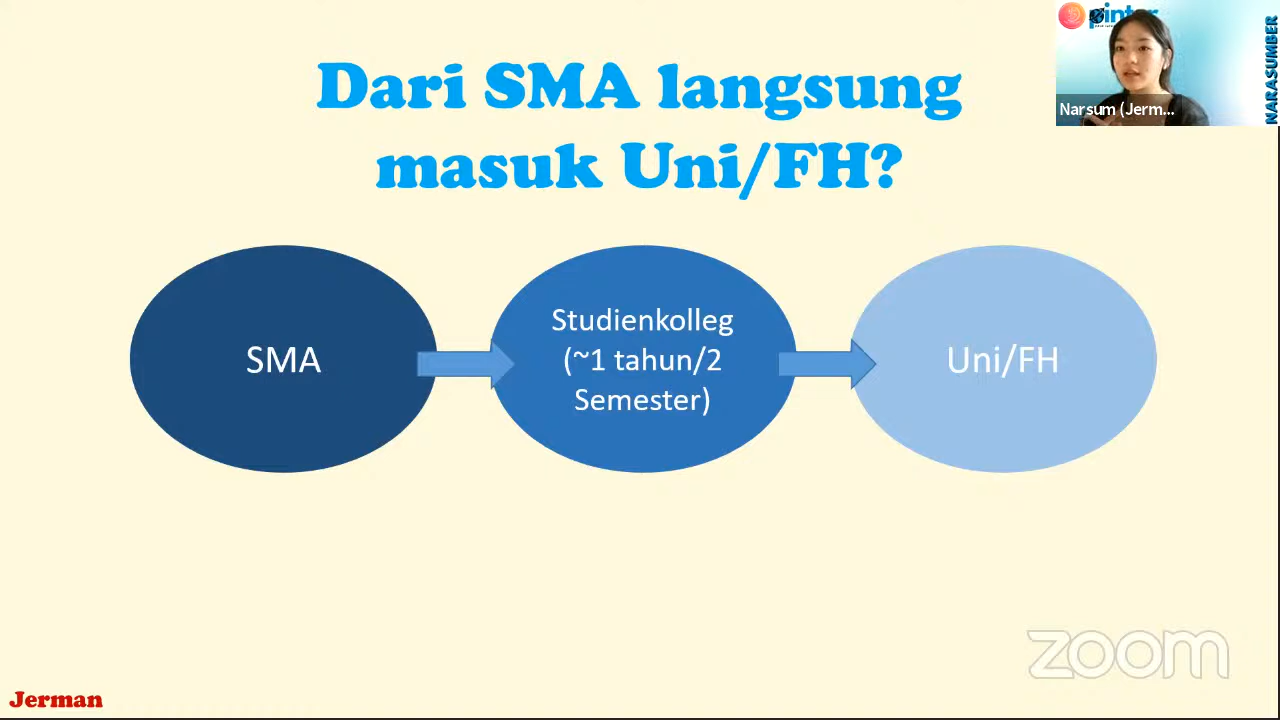 Dari SMA langsung
masuk Uni/FH?
SMA
Studienkolleg
(~1 tahun/2
Semester)
Uni/FH
Narsum (Jerm...
NARASUMBER
zoom
Jerman